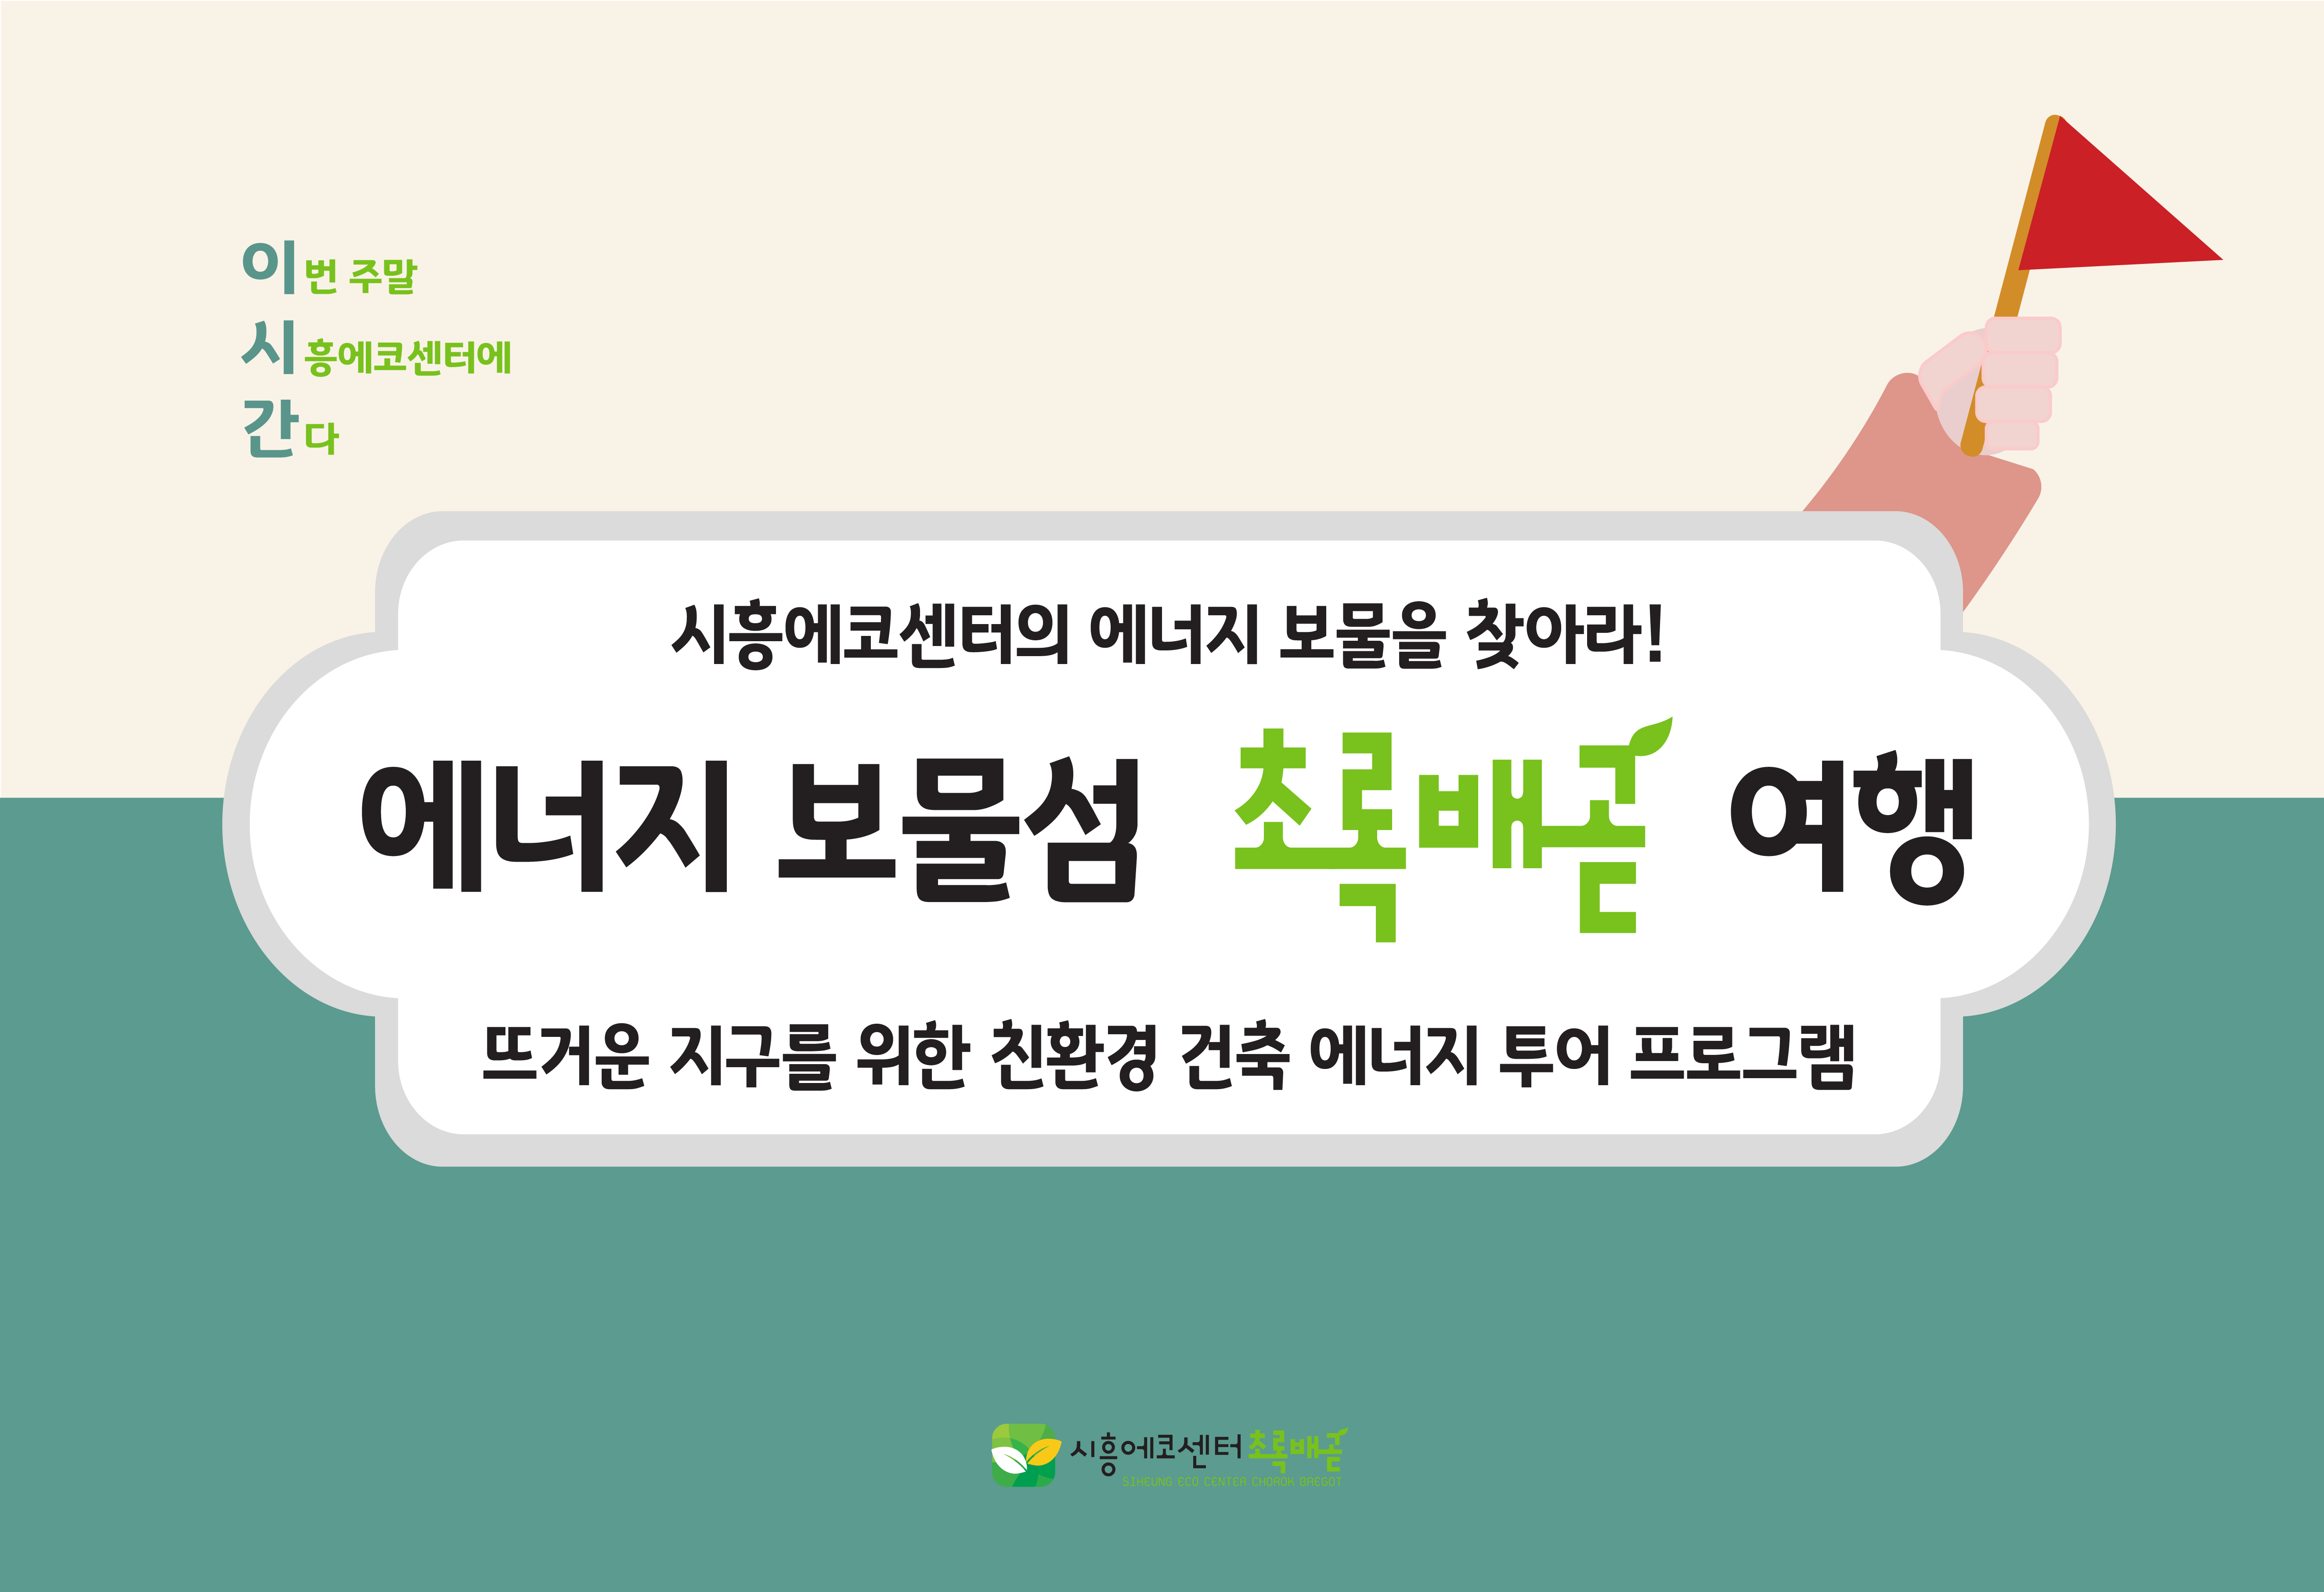 이번 주말
시흥에코센터에
간다
시흥에코센터의 에너지 보물을 찾아라!
에너지 보물섬 초록배곧 여행
뜨거운 지구를 위한 친환경 건축 에너지 투어 프로그램
시흥에코센터 초록배곧
SIHEUNG ECO CENTER CHOROK BAEGOT